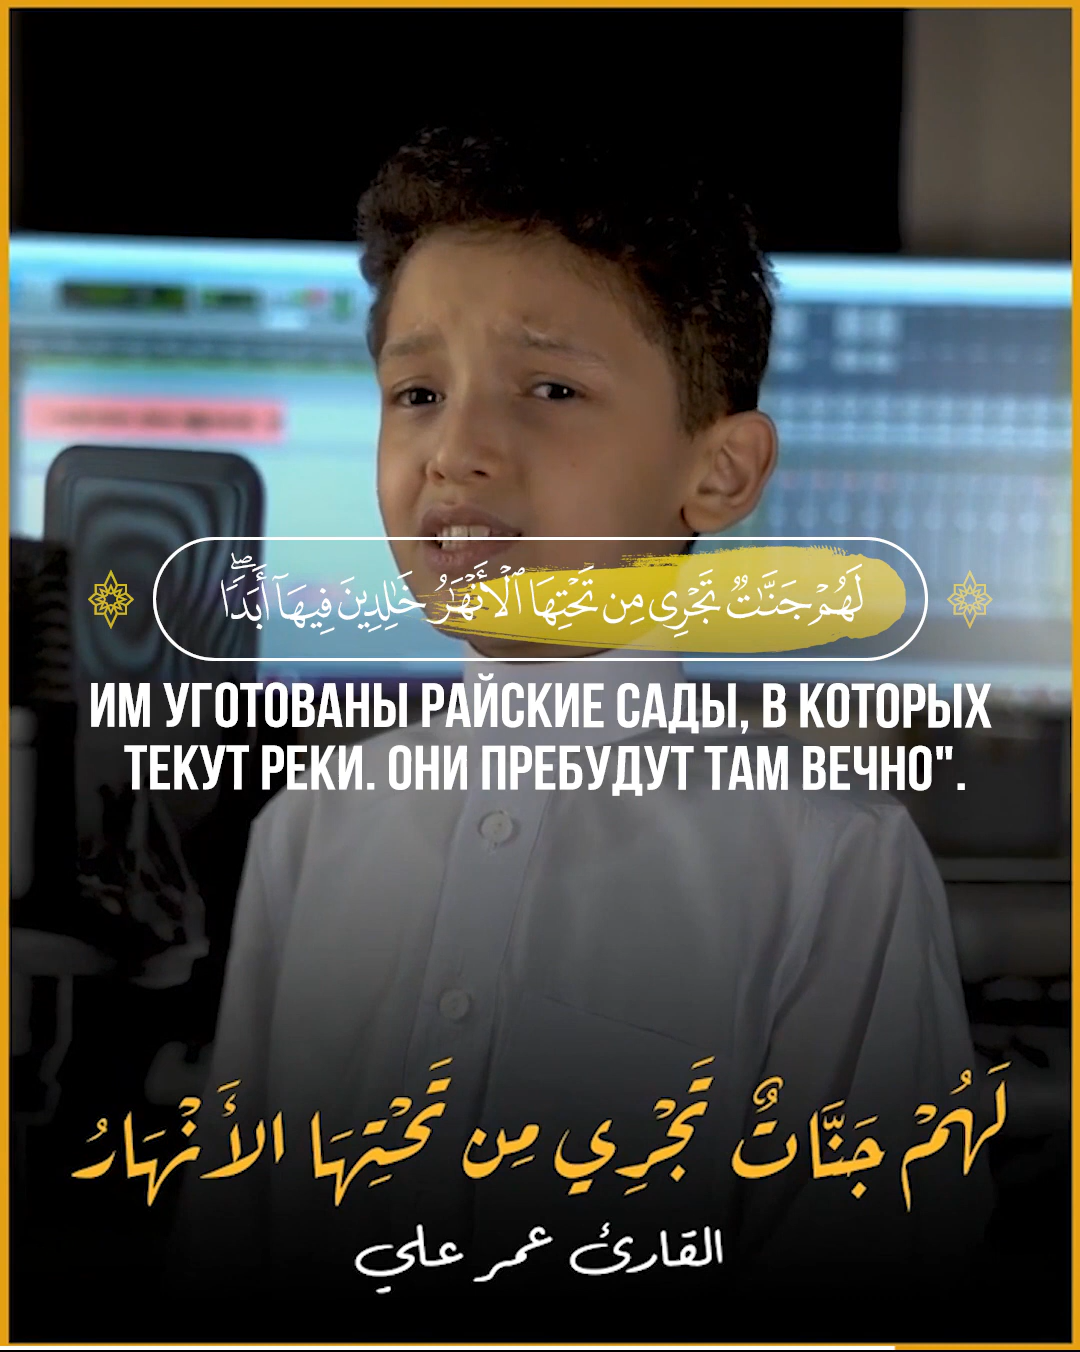 لَهُمْ جَنَّـٰتٌ تَجْرِى مِن تَحْتِهَا ٱلْأَنْهَـٰرُ خَـٰلِدِينَ فِيهَآ أَبَدًا ۖ
ИМ УГОТОВАНЫ РАЙСКИЕ САДЫ, В КОТОРЫХ
ТЕКУТ РЕКИ. ОНИ ПРЕБУДУТ ТАМ ВЕЧНО".
لَهُمْ جَنَّاتٌ تَجْرِي مِن تَحْتِهَا الأَنْهَارُ
القارئ عمر علي